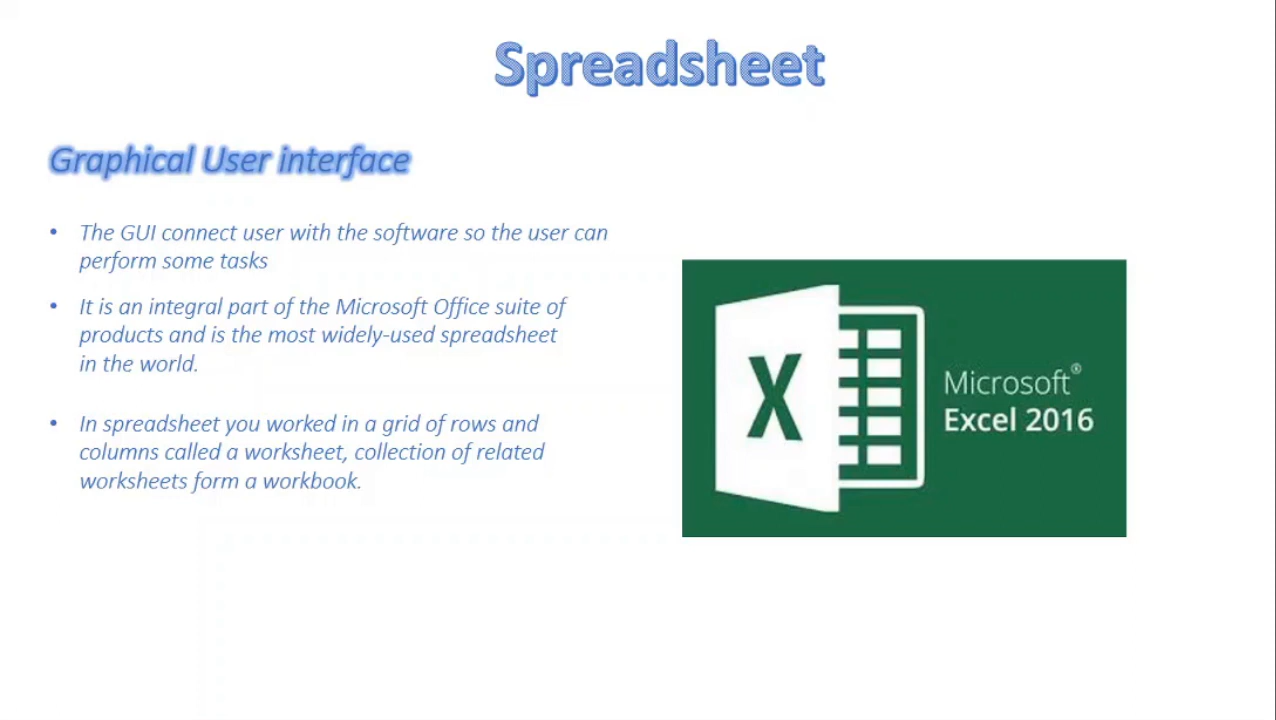 Spreadsheet
Graphical User interface
• The GUI connect user with the software so the user can
perform some tasks
• It is an integral part of the Microsoft Office suite of
products and is the most widely-used spreadsheet
in the world.
• In spreadsheet you worked in a grid of rows and
columns called a worksheet, collection of related
worksheets form a workbook.
X
Microsoft®
Excel 2016